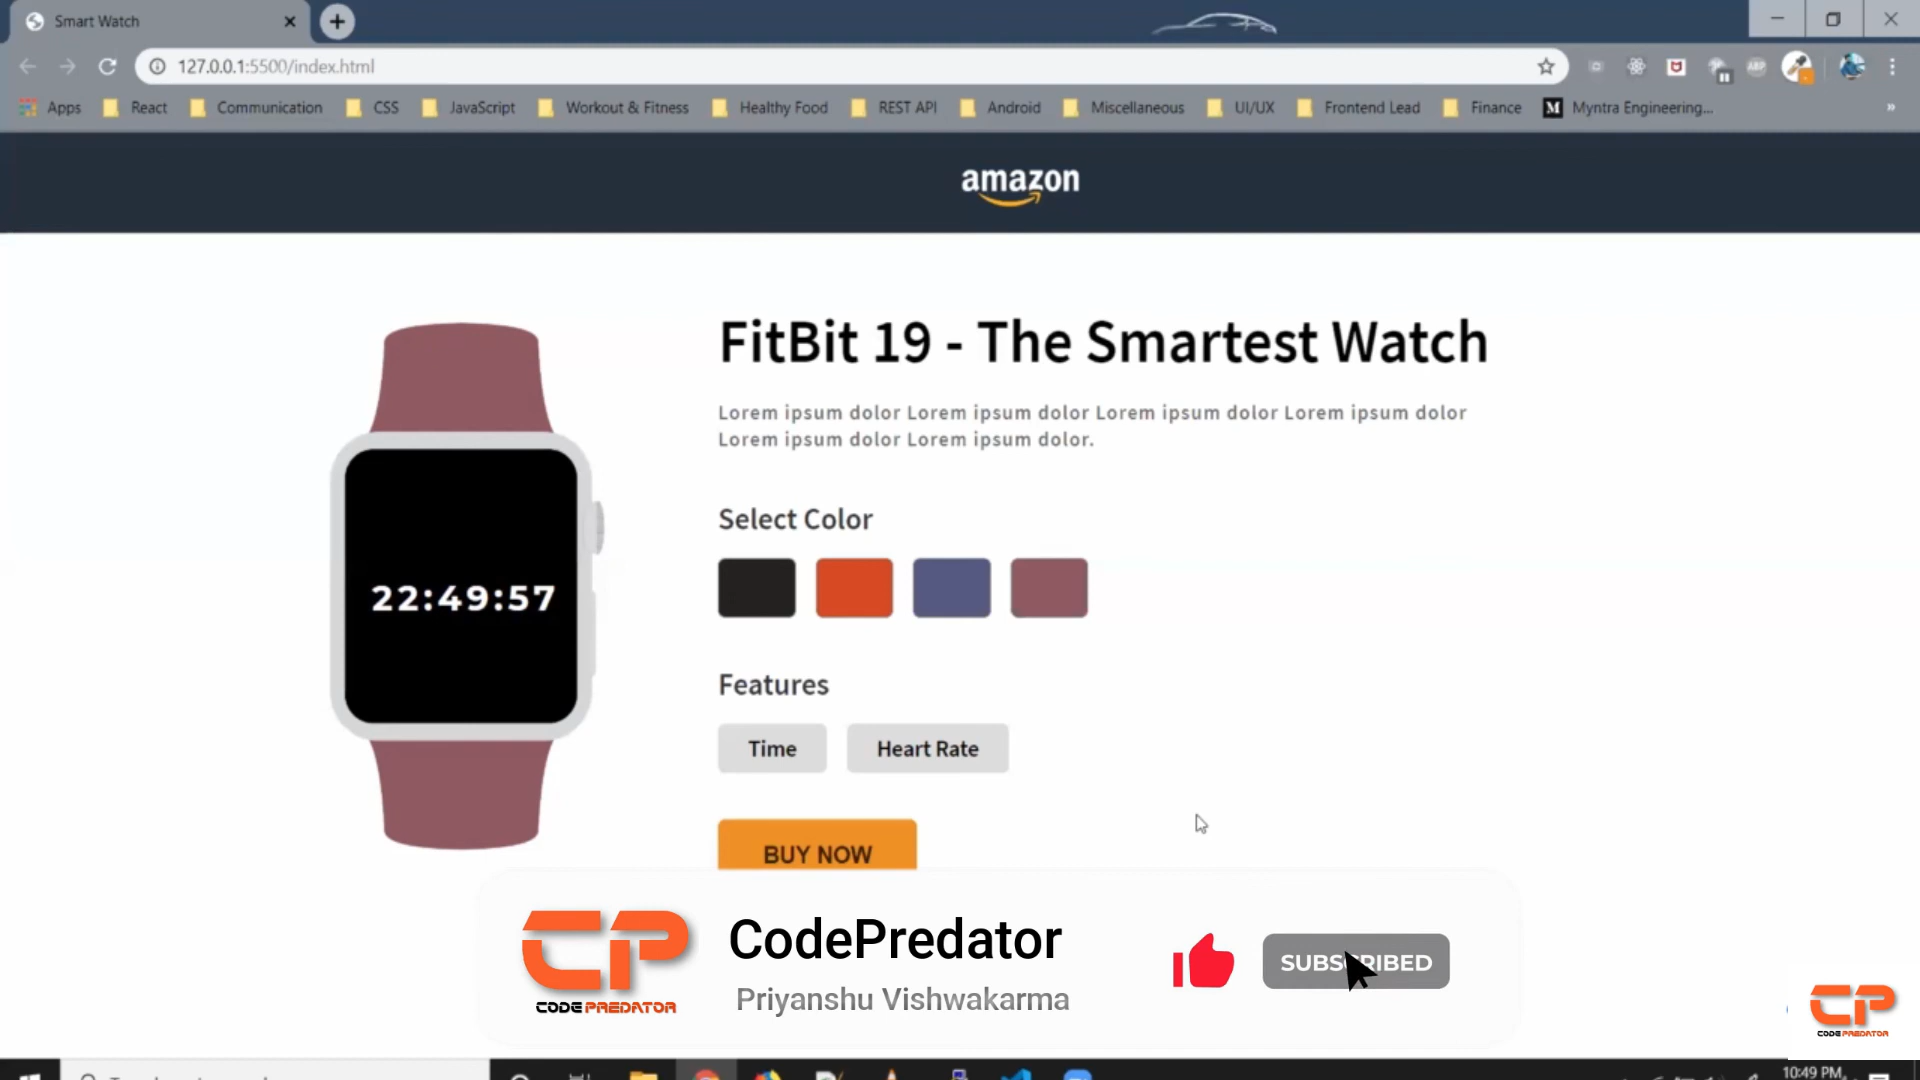 Smart Watch
127.0.0.1:5500/index.html
ABP
Apps React Communication CSS JavaScript Workout & Fitness Healthy Food REST API Android Miscellaneous UI/UX Frontend Lead Finance M Myntra Engineering... »
amazon
FitBit 19 - The Smartest Watch
Lorem ipsum dolor Lorem ipsum dolor Lorem ipsum dolor Lorem ipsum dolor
Lorem ipsum dolor Lorem ipsum dolor.
Select Color
22:49:57
Features
Time Heart Rate
BUY NOW
CP
CODE PREDATOR
CodePredator
Priyanshu Vishwakarma
SUBSCRIBED
CP
CODE PREDATOR
10:49 PM